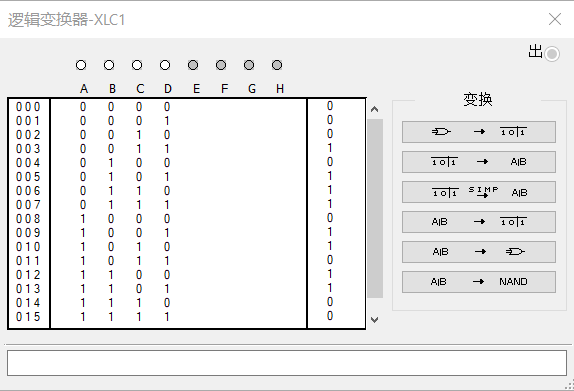 逻辑变换器-XLC1
出
A B C D E F G H
000 0 0 0 0 0
001 0 0 0 1 0
002 0 0 1 0 0
003 0 0 1 1 1
004 0 1 0 0 0
005 0 1 0 1 1
006 0 1 1 0 1
007 0 1 1 1 1
008 1 0 0 0 0
009 1 0 0 1 1
010 1 0 1 0 1
011 1 0 1 1 0
012 1 1 0 0 1
013 1 1 0 1 1
014 1 1 1 0 0
015 1 1 1 1 0
变换
→ 1 0 1
1 0 1 → A|B
1 0 1 SIMP → A|B
A|B → 1 0 1
A|B →
A|B → NAND